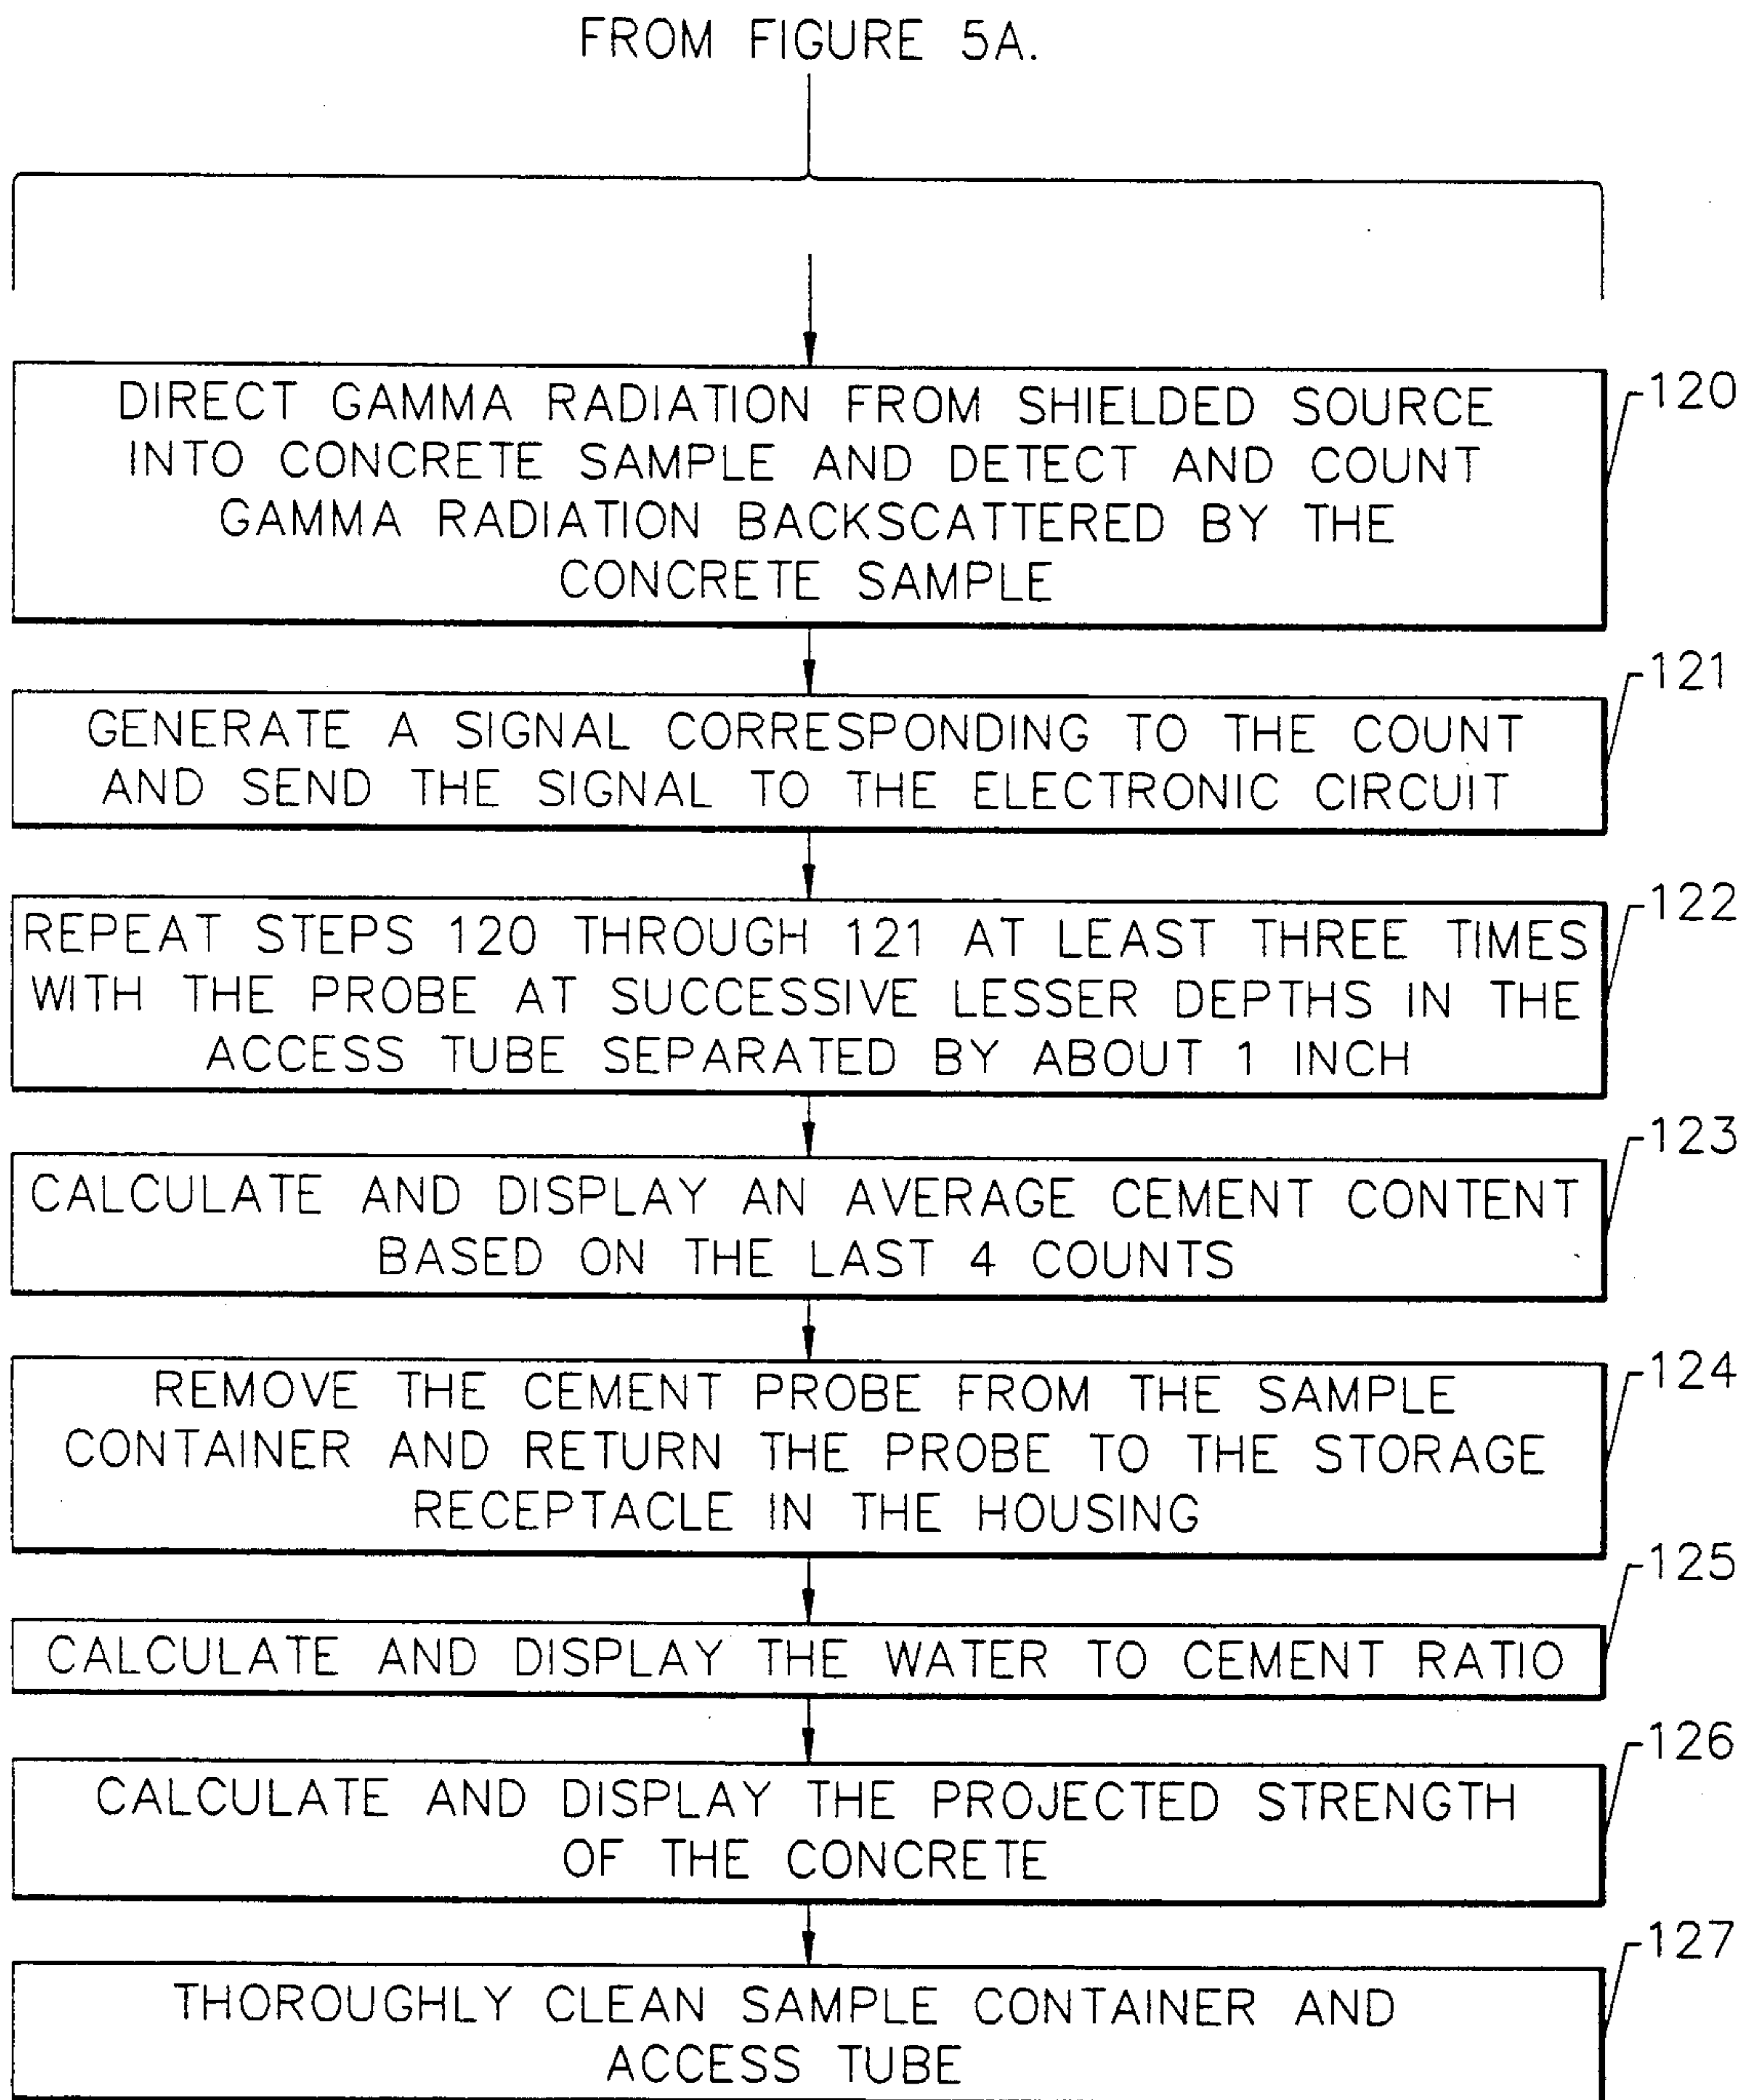 FROM FIGURE 5A.
DIRECT GAMMA RADIATION FROM SHIELDED SOURCE
INTO CONCRETE SAMPLE AND DETECT AND COUNT
GAMMA RADIATION BACKSCATTERED BY THE
CONCRETE SAMPLE
120
GENERATE A SIGNAL CORRESPONDING TO THE COUNT
AND SEND THE SIGNAL TO THE ELECTRONIC CIRCUIT
121
REPEAT STEPS 120 THROUGH 121 AT LEAST THREE TIMES
WITH THE PROBE AT SUCCESSIVE LESSER DEPTHS IN THE
ACCESS TUBE SEPARATED BY ABOUT 1 INCH
122
CALCULATE AND DISPLAY AN AVERAGE CEMENT CONTENT
BASED ON THE LAST 4 COUNTS
123
REMOVE THE CEMENT PROBE FROM THE SAMPLE
CONTAINER AND RETURN THE PROBE TO THE STORAGE
RECEPTACLE IN THE HOUSING
124
CALCULATE AND DISPLAY THE WATER TO CEMENT RATIO
125
CALCULATE AND DISPLAY THE PROJECTED STRENGTH
OF THE CONCRETE
126
THOROUGHLY CLEAN SAMPLE CONTAINER AND
ACCESS TUBE
127